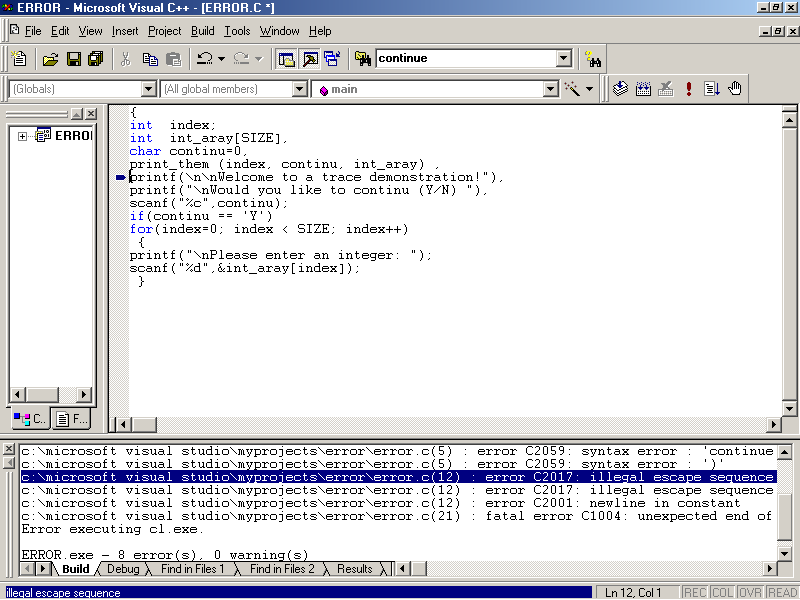 ERROR - Microsoft Visual C++ - [ERROR.C *]
File Edit View Insert Project Build Tools Window Help
continue
(Globals) (All global members) main
ERRO
{
int index;
int int_aray[SIZE],
char continu=0,
print_them (index, continu, int_aray) ,
printf(\n\nWelcome to a trace demonstration!"),
printf("\nWould you like to continu (Y/N) "),
scanf("%c",continu);
if(continu == 'Y')
for(index=0; index < SIZE; index++)
{
printf("\nPlease enter an integer: ");
scanf("%d",&int_aray[index]);
}
C.. F...
c:\microsoft visual studio\myprojects\error\error.c(5) : error C2059: syntax error : 'continue
c:\microsoft visual studio\myprojects\error\error.c(5) : error C2059: syntax error : ')'
c:\microsoft visual studio\myprojects\error\error.c(12) : error C2017: illegal escape sequence
c:\microsoft visual studio\myprojects\error\error.c(12) : error C2017: illegal escape sequence
c:\microsoft visual studio\myprojects\error\error.c(12) : error C2001: newline in constant
c:\microsoft visual studio\myprojects\error\error.c(21) : fatal error C1004: unexpected end of
Error executing cl.exe.
ERROR.exe - 8 error(s), 0 warning(s)
Build Debug Find in Files 1 Find in Files 2 Results
illegal escape sequence Ln 12, Col 1 REC COL OVR READ